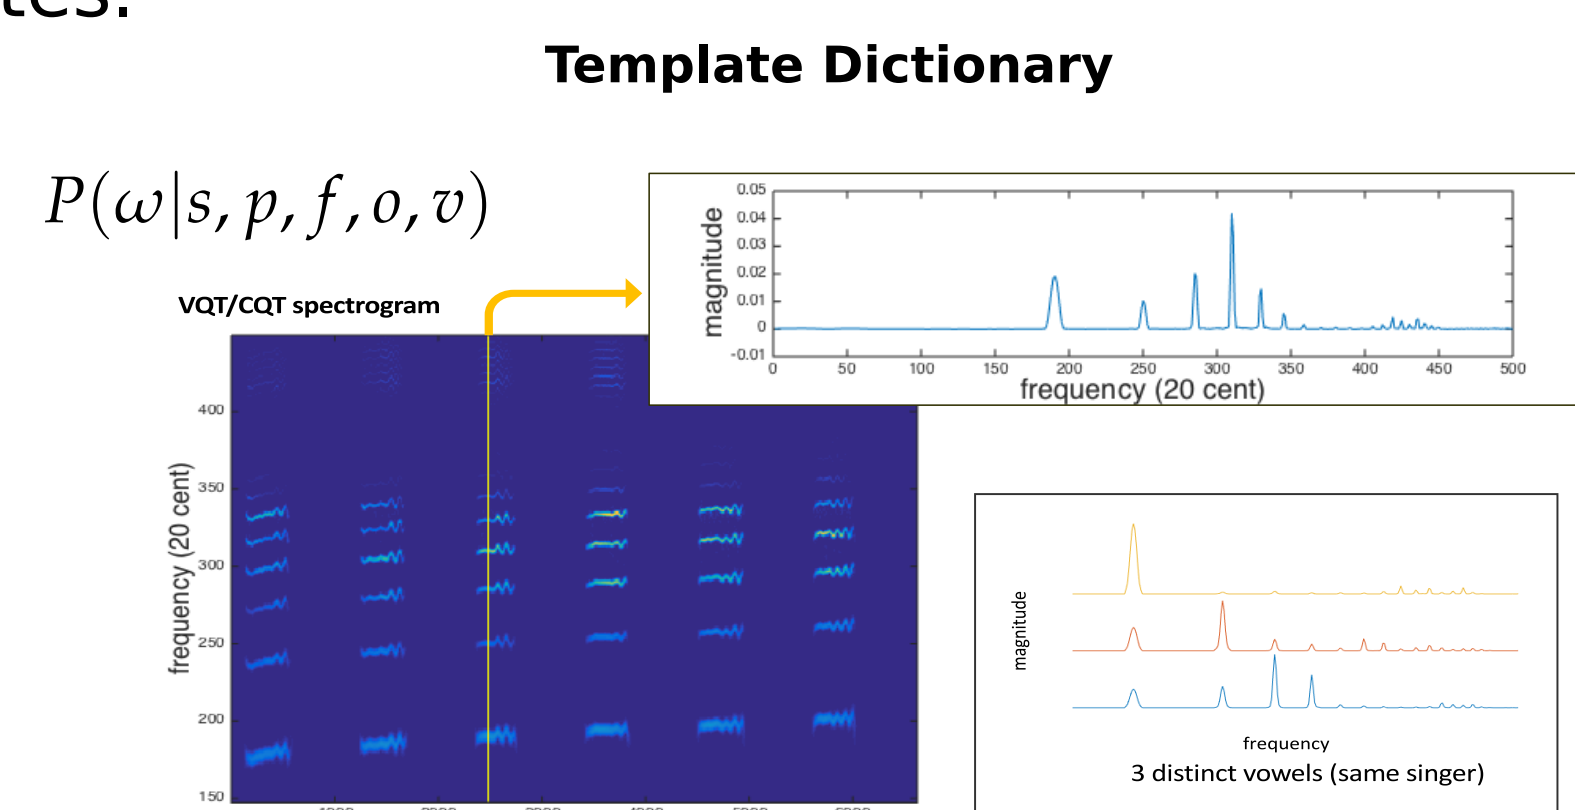 tes:
Template Dictionary
P(ω|s, p, f, o, v)
VQT/CQT spectrogram
magnitude
0.05
0.04
0.03
0.02
0.01
0
-0.01
0 50 100 150 200 250 300 350 400 450 500
frequency (20 cent)
frequency (20 cent)
400
350
300
250
200
150
magnitude
frequency
3 distinct vowels (same singer)